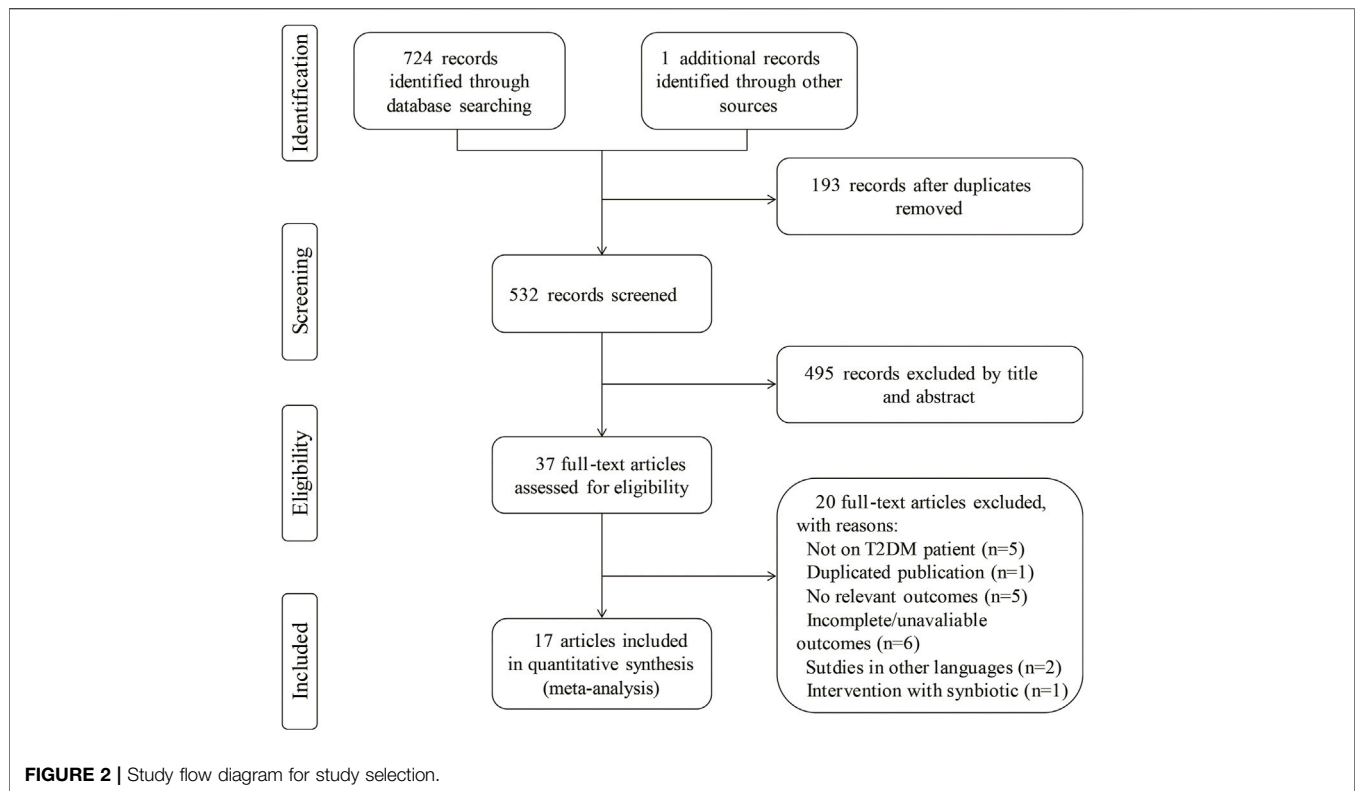 Identification
724 records
identified through
database searching
1 additional records
identified through other
sources
193 records after duplicates
removed
Screening
532 records screened
495 records excluded by title
and abstract
Eligibility
37 full-text articles
assessed for eligibility
20 full-text articles excluded,
with reasons:
Not on T2DM patient (n=5)
Duplicated publication (n=1)
No relevant outcomes (n=5)
Incomplete/unavaliable
outcomes (n=6)
Sutdies in other languages (n=2)
Intervention with synbiotic (n=1)
Included
17 articles included
in quantitative synthesis
(meta-analysis)
FIGURE 2 | Study flow diagram for study selection.